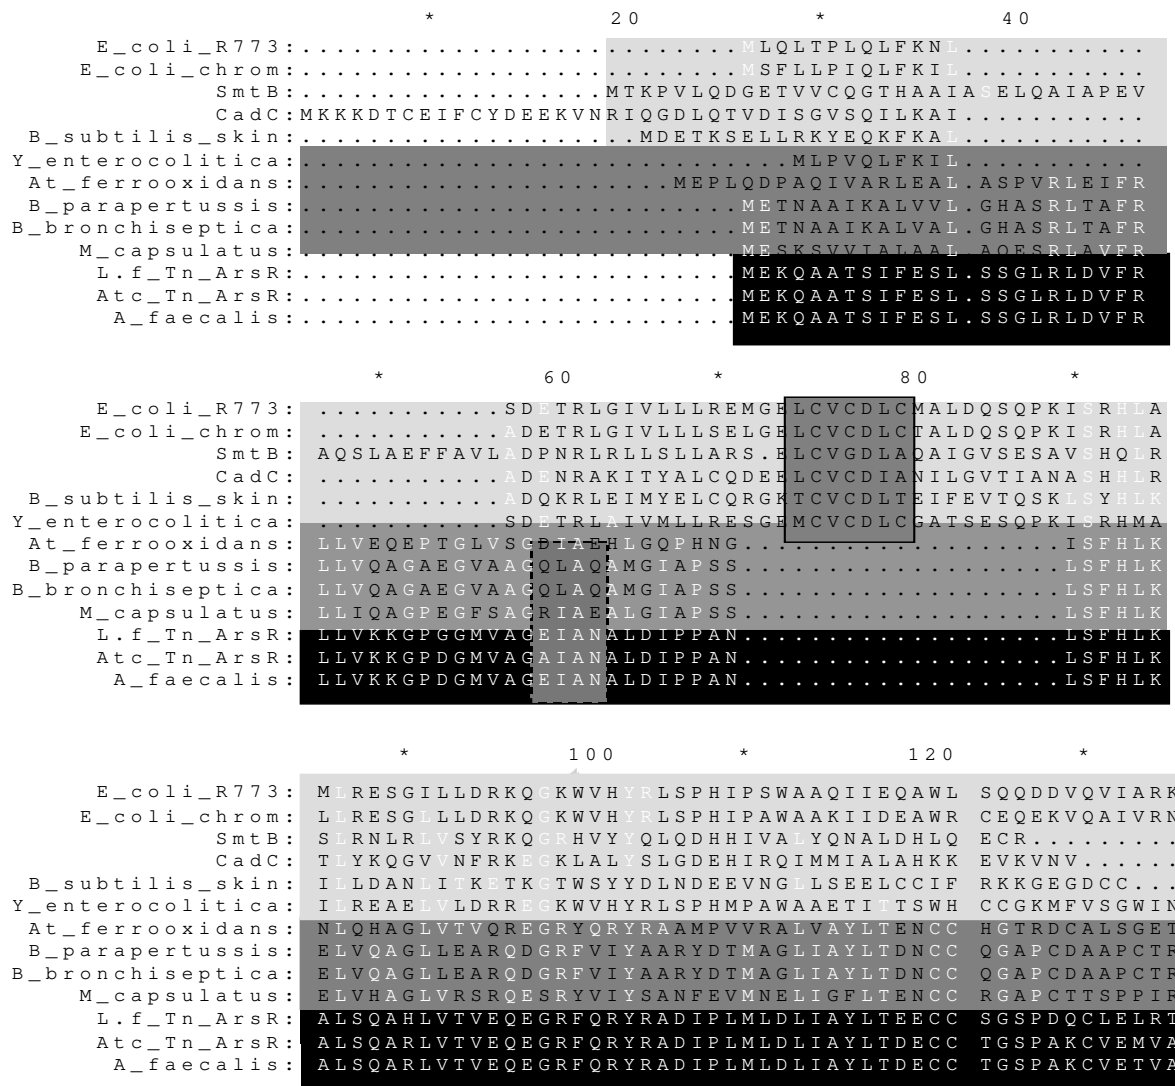 * 20 * 40
E_coli_R773:.......................MLQLTPLQLFKNL..........
E_coli_chrom:.......................MSFLLPIQLFKIL..........
SmtB:................MTKPVLQDGETVVCQGTHAAIASELQAIAPEV
CadC:MKKKDTCEIFCYDEEKVNRIQGDLQTVDISGVSQILKAI..........
B_subtilis_skin:..................MDETKSELLRKYEQKFKAL..........
Y_enterocolitica:..........................MLPVQLFKIL..........
At_ferrooxidans:....................MEPLQDPAQIVARLEAL.ASPVRLEIFR
B_parapertussis:.......................METNAAIKALVVL.GHASRLTAFR
B_bronchiseptica:.......................METNAAIKALVAL.GHASRLTAFR
M_capsulatus:.......................MESKSVVIALAAL.AQESRLAVFR
L.f_Tn_ArsR:.......................MEKQAATSIFESL.SSGLRLDVFR
Atc_Tn_ArsR:.......................MEKQAATSIFESL.SSGLRLDVFR
A_faecalis:.......................MEKQAATSIFESL.SSGLRLDVFR
* 60 * 80 *
E_coli_R773:...........SDETRLGIVLLLREMGELCVCDLCMALDQSQPKISRHLA
E_coli_chrom:...........ADETRLGIVLLLSELGELCVCDLCTALDQSQPKISRHLA
SmtB:AQSLAEFFAVLADPNRLRLLSLLARS.ELCVGDLAQAIGVSESAVSHQLR
CadC:...........ADENRAKITYALCQDEELCVCDIANILGVTIANASHHLR
B_subtilis_skin:...........ADQKRLEIMYELCQRGKTCVCDLTEIFEVTQSKLSYHLK
Y_enterocolitica:...........SDETRLAIVMLLRESGEMCVCDLCGATSESQPKISRHMA
At_ferrooxidans:LLVEQEPTGLVSGDIAEHLGQPHNG..................ISFHLK
B_parapertussis:LLVQAGAEGVAAGQLAQAMGIAPSS..................LSFHLK
B_bronchiseptica:LLVQAGAEGVAAGQLAQAMGIAPSS..................LSFHLK
M_capsulatus:LLIQAGPEGFSAGRIAEALGIAPSS..................LSFHLK
L.f_Tn_ArsR:LLVKKGPGGMVAGEIANALDIPPAN..................LSFHLK
Atc_Tn_ArsR:LLVKKGPDGMVAGAIANALDIPPAN..................LSFHLK
A_faecalis:LLVKKGPDGMVAGEIANALDIPPAN..................LSFHLK
* 100 * 120 *
E_coli_R773:MLRESGILLDRKQGKWVHYRLSPHIPSWAAQIIEQAWL SQQDDVQVIARK
E_coli_chrom:LLRESGLLLDRKQGKWVHYRLSPHIPAWAAKIIDEAWR CEQEKVQAIVRN
SmtB:SLRNLRLVSYRKQGRHVYYQLQDHHIVALYQNALDHLQ ECR.......
CadC:TLYKQGVVNFRKEGKLALYSLGDEHIRQIMMIALAHKK EVKVNV......
B_subtilis_skin:ILLDANLITKETKGTWSYYDLNDEEVNGLLSEELCCIF RKKGEGDCC...
Y_enterocolitica:ILREAELVLDRREGKWVHYRLSPHMPAWAAETITTSWH CCGKMFVSGWIN
At_ferrooxidans:NLQHAGLVTVQREGRYQRYRAAMPVVRALVAYLTENCC HGTRDCALSGET
B_parapertussis:ELVQAGLLEARQDGRFVIYAARYDTMAGLIAYLTDNCC QGAPCDAAPCTR
B_bronchiseptica:ELVQAGLLEARQDGRFVIYAARYDTMAGLIAYLTDNCC QGAPCDAAPCTR
M_capsulatus:ELVHAGLVRSRQESRYVIYSANFEVMNELIGFLTENCC RGAPCTTSPPIR
L.f_Tn_ArsR:ALSQAHLVTVEQEGRFQRYRADIPLMLDLIAYLTEECC SGSPDQCLELRT
Atc_Tn_ArsR:ALSQARLVTVEQEGRFQRYRADIPLMLDLIAYLTDECC TGSPAKCVEMVA
A_faecalis:ALSQARLVTVEQEGRFQRYRADIPLMLDLIAYLTDECC TGSPAKCVETVA